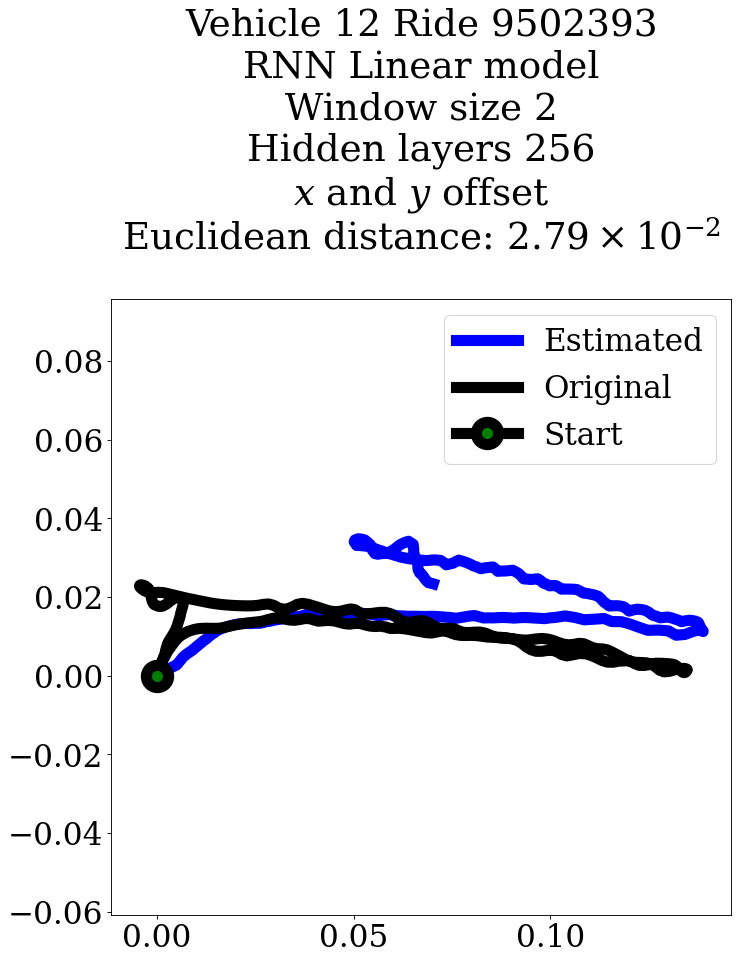 Vehicle 12 Ride 9502393
RNN Linear model
Window size 2
Hidden layers 256
x and y offset
Euclidean distance: 2.79 × 10⁻²
Estimated
Original
Start
0.08
0.06
0.04
0.02
0.00
−0.02
−0.04
−0.06
0.00 0.05 0.10